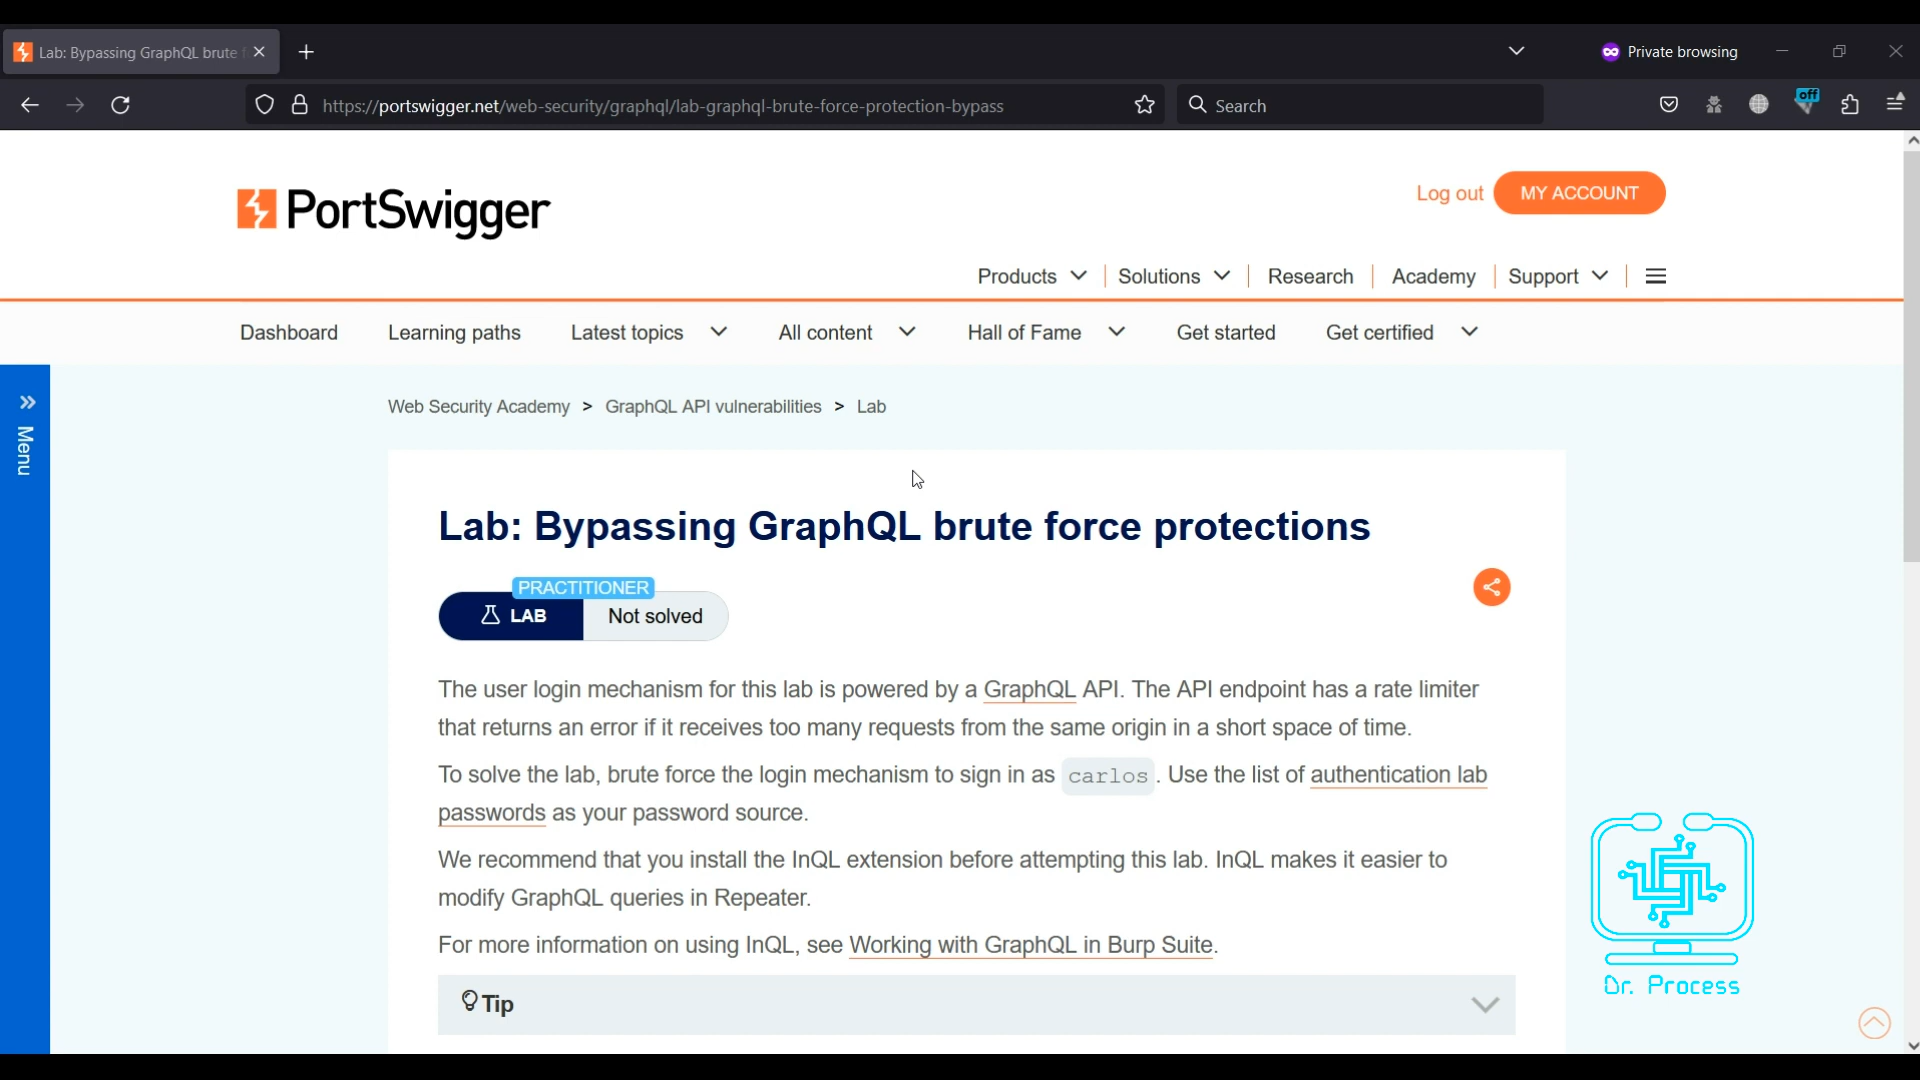 Lab: Bypassing GraphQL brute f
Private browsing
https://portswigger.net/web-security/graphql/lab-graphql-brute-force-protection-bypass
Search
off
PortSwigger
Log out
MY ACCOUNT
Products
Solutions
Research
Academy
Support
Dashboard
Learning paths
Latest topics
All content
Hall of Fame
Get started
Get certified
Menu
Web Security Academy > GraphQL API vulnerabilities > Lab
Lab: Bypassing GraphQL brute force protections
PRACTITIONER
LAB
Not solved
The user login mechanism for this lab is powered by a GraphQL API. The API endpoint has a rate limiter
that returns an error if it receives too many requests from the same origin in a short space of time.
To solve the lab, brute force the login mechanism to sign in as carlos. Use the list of authentication lab
passwords as your password source.
We recommend that you install the InQL extension before attempting this lab. InQL makes it easier to
modify GraphQL queries in Repeater.
For more information on using InQL, see Working with GraphQL in Burp Suite.
Tip
Dr. Process